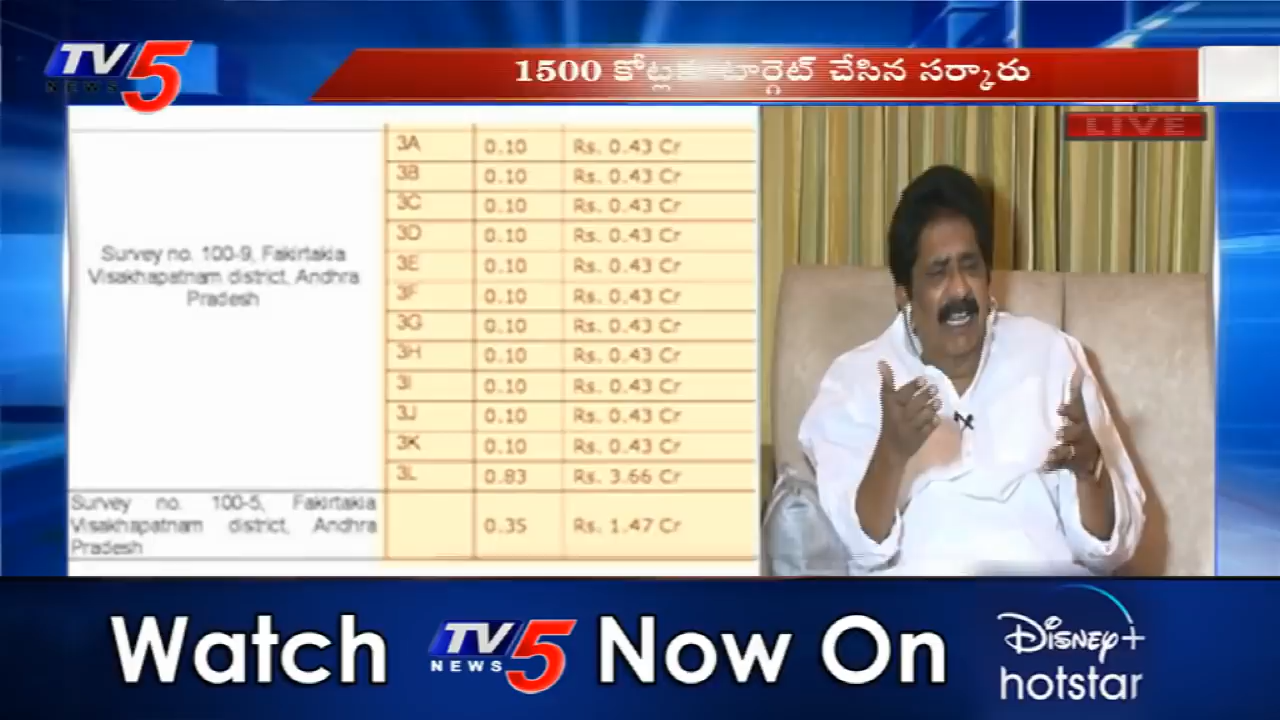 TV5
NEWS
1500 చేసిన సర్కారు
LIVE
3A 0.10 Rs. 0.43 Cr
3B 0.10 Rs. 0.43 Cr
3C 0.10 Rs. 0.43 Cr
3D 0.10 Rs. 0.43 Cr
Survey no. 100-9, Fakirtakia
Visakhapatnam district, Andhra
Pradesh
3E 0.10 Rs. 0.43 Cr
3F 0.10 Rs. 0.43 Cr
3G 0.10 Rs. 0.43 Cr
3H 0.10 Rs. 0.43 Cr
3I 0.10 Rs. 0.43 Cr
3J 0.10 Rs. 0.43 Cr
3K 0.10 Rs. 0.43 Cr
3L 0.83 Rs. 3.66 Cr
Survey no. 100-5, Fakirtakia
Visakhapatnam district, Andhra
Pradesh
0.35 Rs. 1.47 Cr
Watch TV5 NEWS Now On Disney+ hotstar